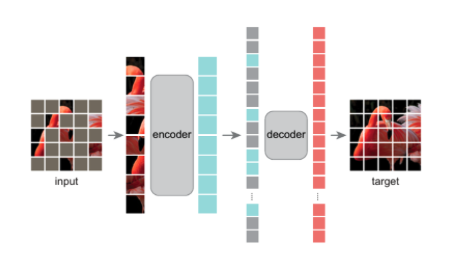 encoder
decoder
input
target